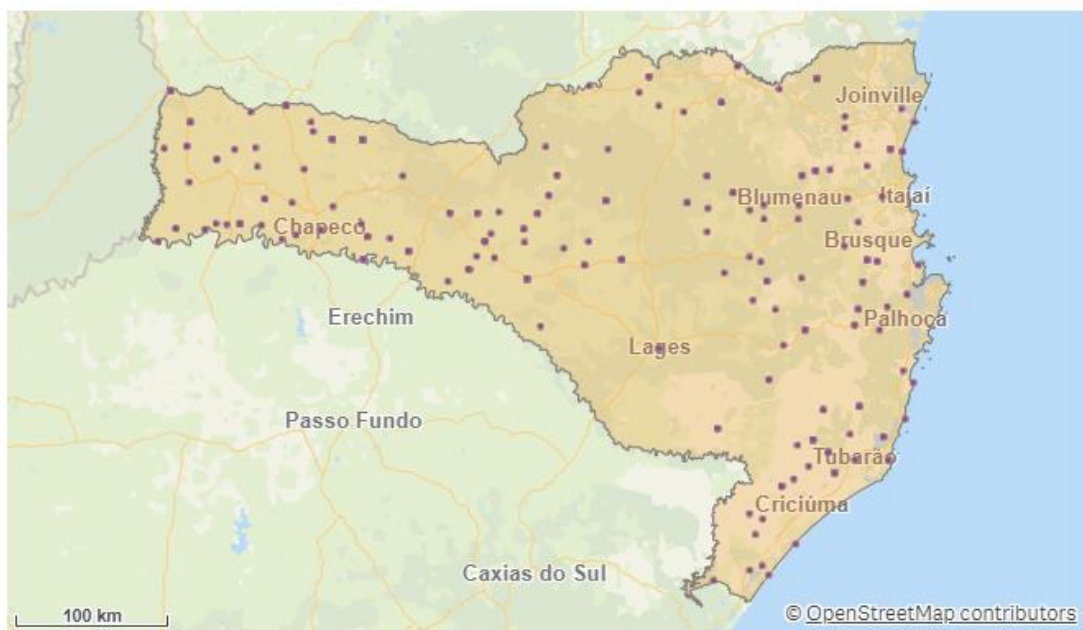 Joinville
Blumenau
Itajaí
Chapecó
Brusque
Erechim
Palhoça
Lages
Passo Fundo
Tubarão
Criciúma
Caxias do Sul
100 km
© OpenStreetMap contributors